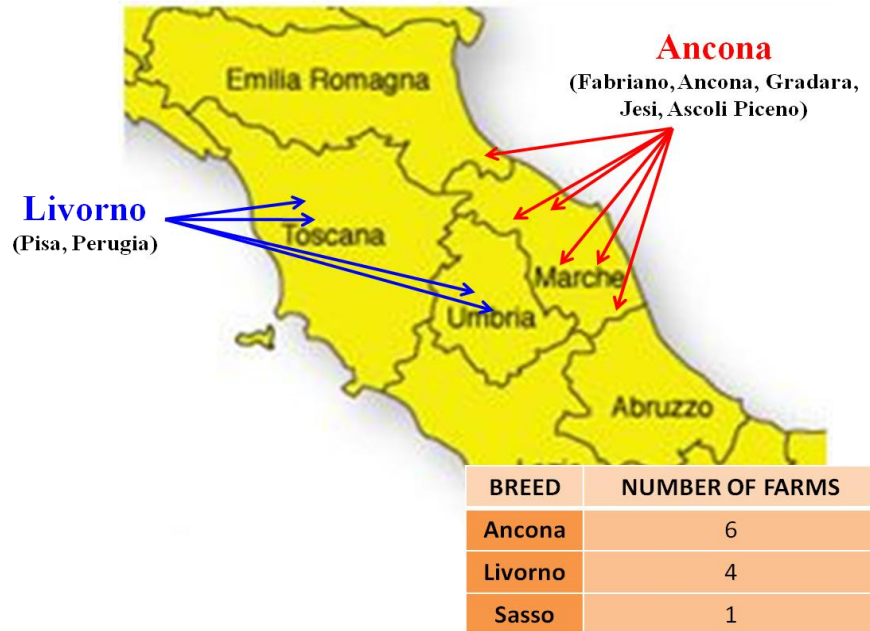 Ancona
(Fabriano, Ancona, Gradara,
Jesi, Ascoli Piceno)
Emilia Romagna
Livorno
(Pisa, Perugia)
Toscana
Marche
Umbria
Abruzzo
BREED NUMBER OF FARMS
Ancona 6
Livorno 4
Sasso 1